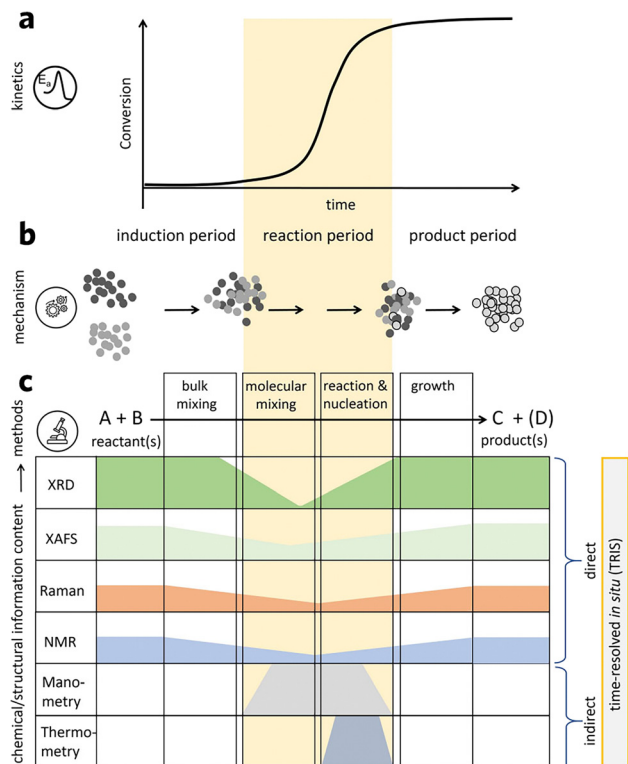 a
kinetics
Ea
Conversion
time
b
induction period
reaction period
product period
mechanism
c
methods
bulk
mixing
molecular
mixing
reaction &
nucleation
growth
A + B
reactant(s)
C + (D)
product(s)
chemical/structural information content
XRD
XAFS
Raman
NMR
Mano-
metry
Thermo-
metry
direct
indirect
time-resolved in situ (TRIS)